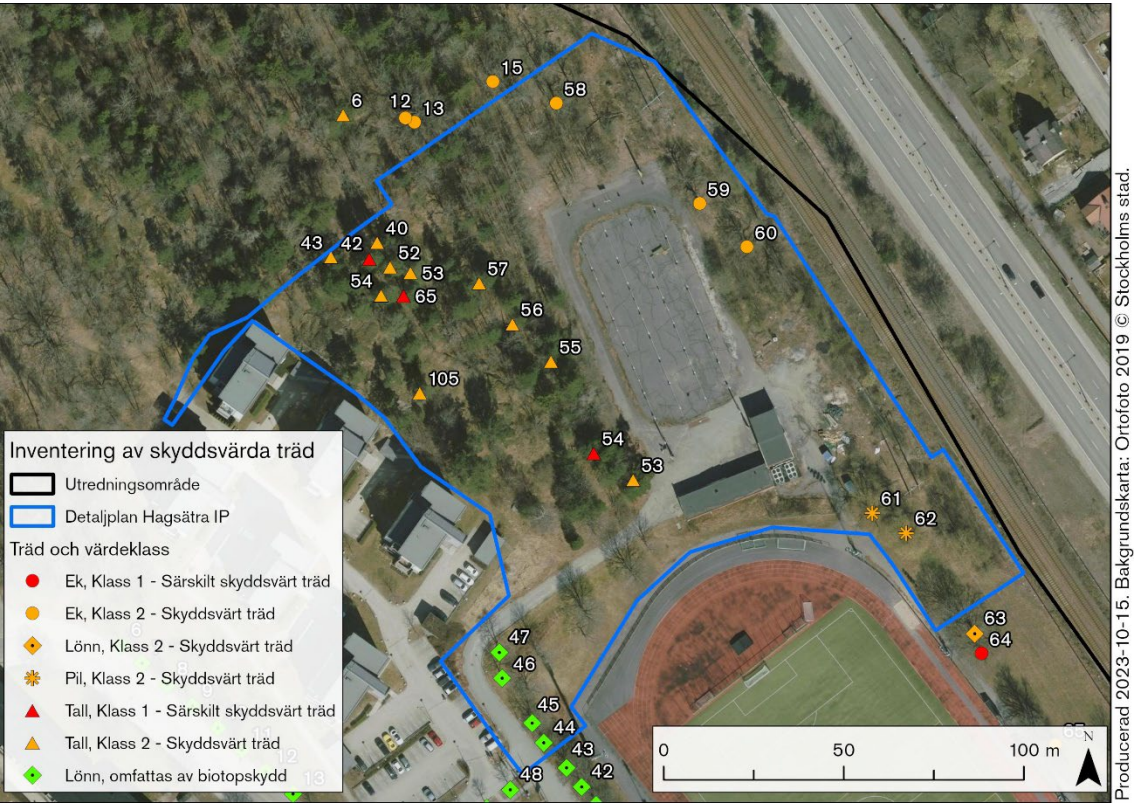 15
58
6
12
13
59
60
43
42
40
52
53
54
65
57
56
55
105
54
53
61
62
63
64
47
46
45
44
43
42
48
Inventering av skyddsvärda träd
Utredningsområde
Detaljplan Hagsätra IP
Träd och värdeklass
Ek, Klass 1 - Särskilt skyddsvärt träd
Ek, Klass 2 - Skyddsvärt träd
Lönn, Klass 2 - Skyddsvärt träd
Pil, Klass 2 - Skyddsvärt träd
Tall, Klass 1 - Särskilt skyddsvärt träd
Tall, Klass 2 - Skyddsvärt träd
Lönn, omfattas av biotopskydd
0 50 100 m
N
Producerad 2023-10-15. Bakgrundskarta: Ortofoto 2019 © Stockholms stad.